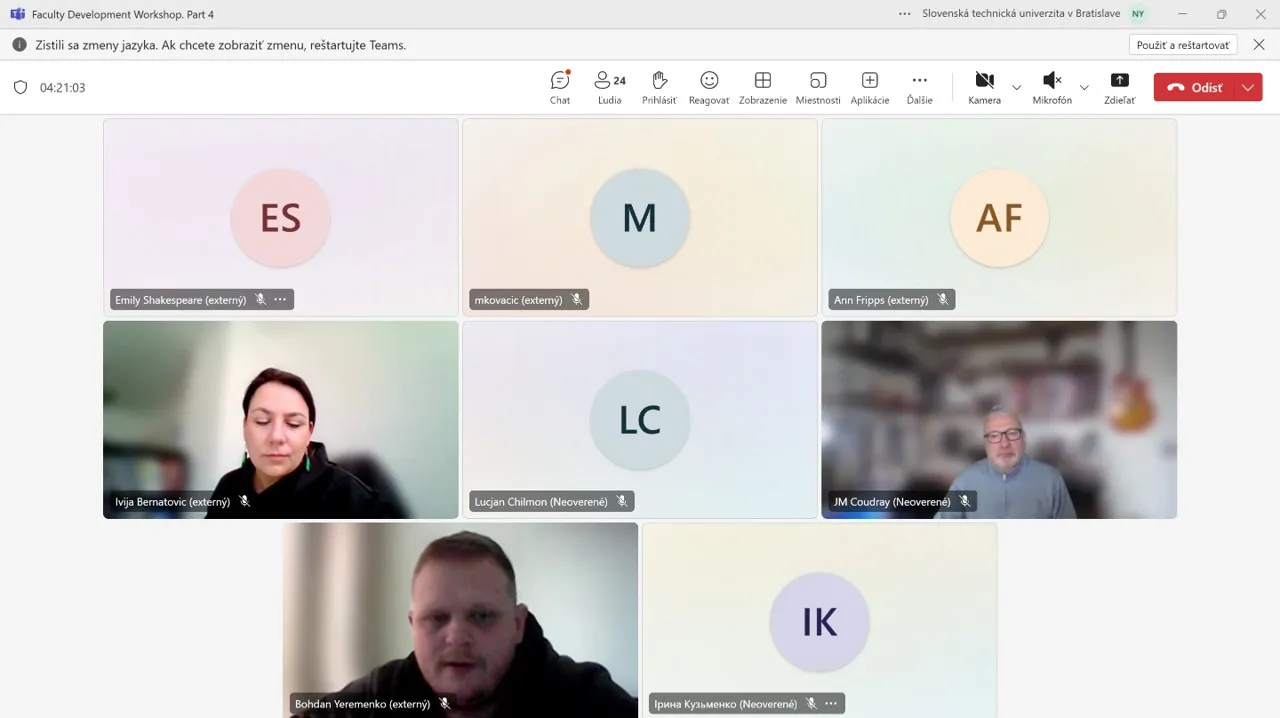 Faculty Development Workshop. Part 4
Slovenská technická univerzita v Bratislave NY
Zistili sa zmeny jazyka. Ak chcete zobraziť zmenu, reštartujte Teams.
Použiť a reštartovať
04:21:03
24
Chat Ľudia Prihlásiť Reagovať Zobrazenie Miestnosti Aplikácie Ďalšie Kamera Mikrofón Zdieľať
Odísť
ES
M
AF
Emily Shakespeare (externý)
mkovacic (externý)
Ann Fripps (externý)
LC
Ivija Bernatovic (externý)
Lucjan Chilmon (Neoverené)
JM Coudray (Neoverené)
IK
Bohdan Yeremenko (externý)
Ірина Кузьменко (Neoverené)